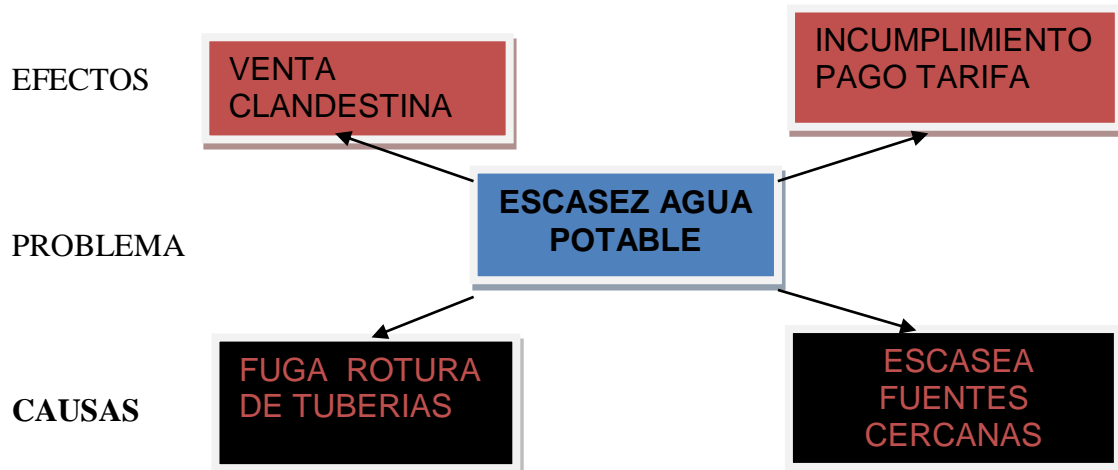 EFECTOS
VENTA
CLANDESTINA
INCUMPLIMIENTO
PAGO TARIFA
PROBLEMA
ESCASEZ AGUA
POTABLE
CAUSAS
FUGA ROTURA
DE TUBERIAS
ESCASEA
FUENTES
CERCANAS